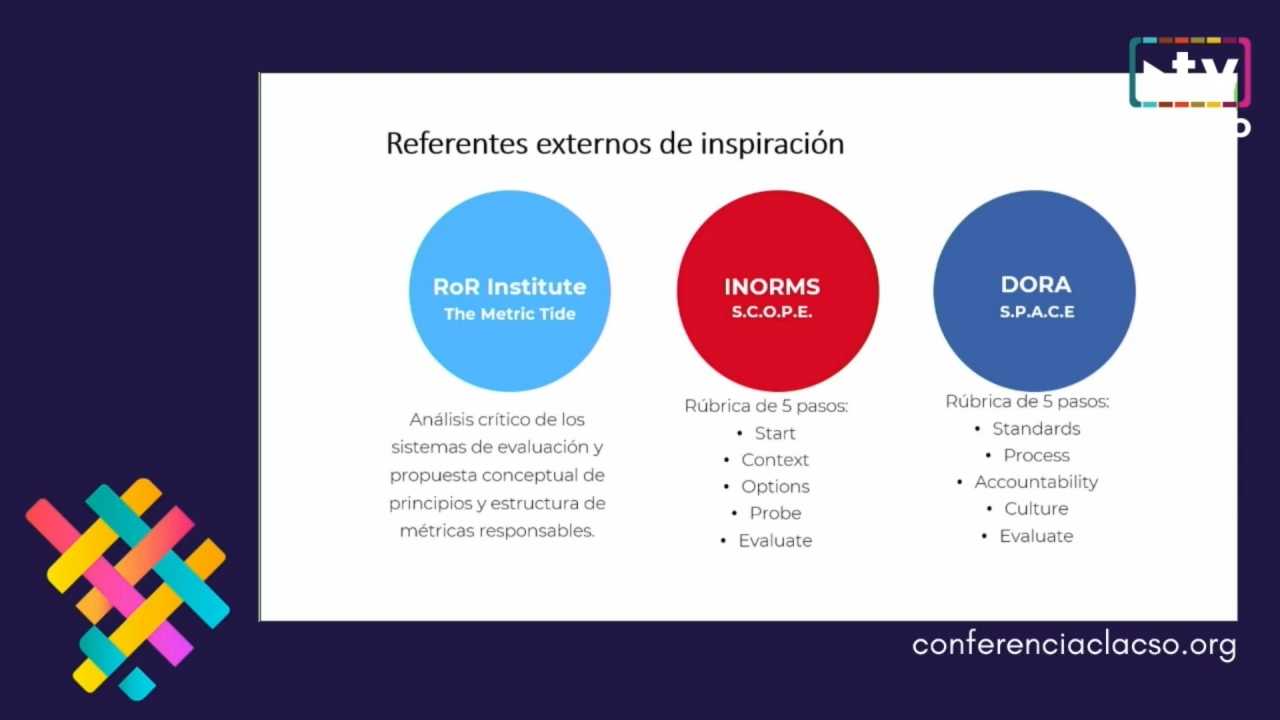 tv
Referentes externos de inspiración
RoR Institute
The Metric Tide
Análisis crítico de los
sistemas de evaluación y
propuesta conceptual de
principios y estructura de
métricas responsables.
INORMS
S.C.O.P.E.
Rúbrica de 5 pasos:
• Start
• Context
• Options
• Probe
• Evaluate
DORA
S.P.A.C.E
Rúbrica de 5 pasos:
• Standards
• Process
• Accountability
• Culture
• Evaluate
conferenciaclacso.org